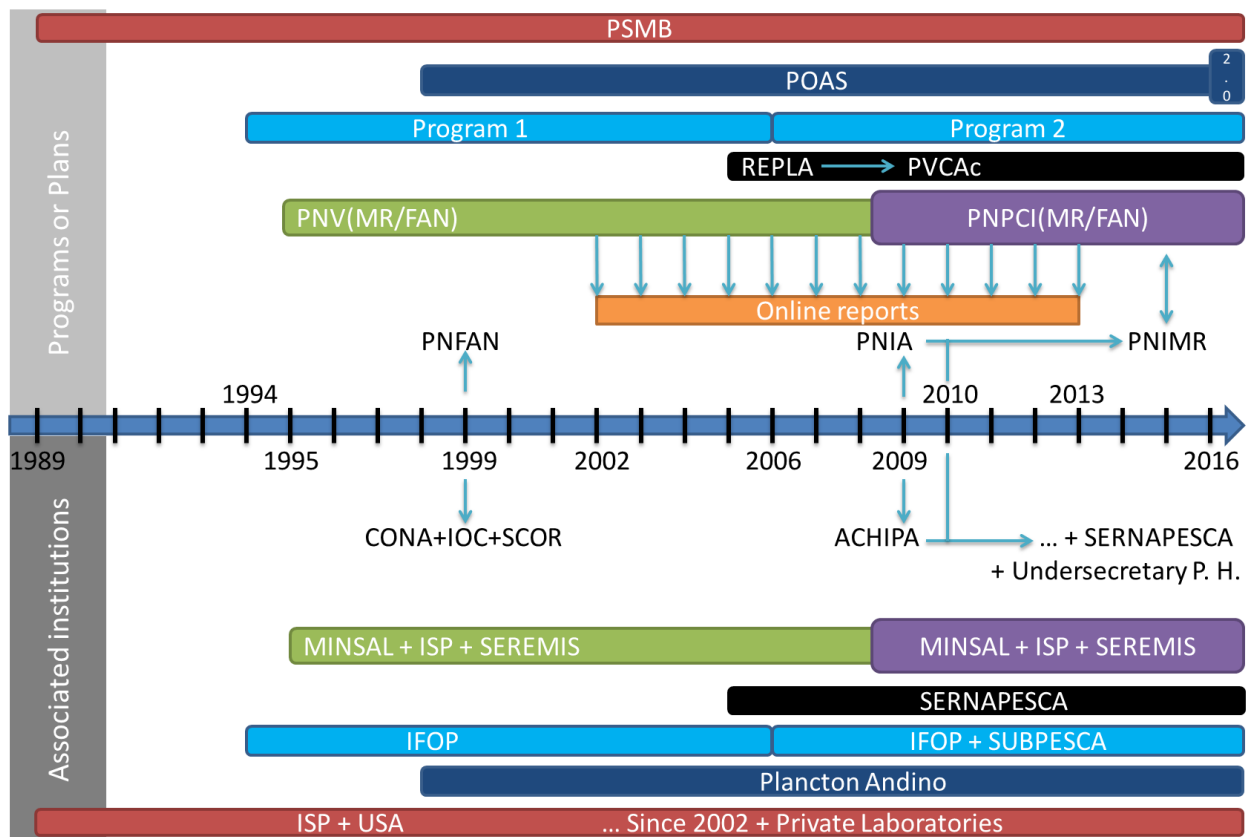 PSMB
POAS
2.0
Program 1
Program 2
REPLA
PVCAc
PNV(MR/FAN)
PNPCI(MR/FAN)
Online reports
PNFAN
PNIA
PNIMR
Programs or Plans
1994
2010
2013
1989
1995
1999
2002
2006
2009
2016
CONA+IOC+SCOR
ACHIPA
... + SERNAPESCA
+ Undersecretary P. H.
Associated institutions
MINSAL + ISP + SEREMIS
MINSAL + ISP + SEREMIS
SERNAPESCA
IFOP
IFOP + SUBPESCA
Plancton Andino
ISP + USA
... Since 2002 + Private Laboratories